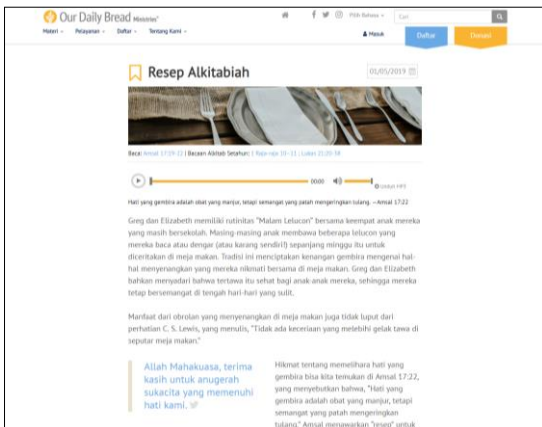 Our Daily Bread Ministries
Pilih Bahasa
Cari
Materi
Pelayanan
Daftar
Tentang Kami
Masuk
Daftar
Donasi
Resep Alkitabiah
01/05/2019
Baca: Amsal 17:19-22 | Bacaan Alkitab Setahun: 1 Raja-raja 10–11 ; Lukas 21:20-38
00:00
Unduh MP3
Hati yang gembira adalah obat yang manjur, tetapi semangat yang patah mengeringkan tulang. —Amsal 17:22
Greg dan Elizabeth memiliki rutinitas "Malam Lelucon" bersama keempat anak mereka
yang masih bersekolah. Masing-masing anak membawa beberapa lelucon yang
mereka baca atau dengar (atau karang sendiri!) sepanjang minggu itu untuk
diceritakan di meja makan. Tradisi ini menciptakan kenangan gembira mengenai hal-
hal menyenangkan yang mereka nikmati bersama di meja makan. Greg dan Elizabeth
bahkan menyadari bahwa tertawa itu sehat bagi anak-anak mereka, sehingga mereka
tetap bersemangat di tengah hari-hari yang sulit.
Manfaat dari obrolan yang menyenangkan di meja makan juga tidak luput dari
perhatian C. S. Lewis, yang menulis, "Tidak ada keceriaan yang melebihi gelak tawa di
seputar meja makan."
Allah Mahakuasa, terima
kasih untuk anugerah
sukacita yang memenuhi
hati kami.
Hikmat tentang memelihara hati yang
gembira bisa kita temukan di Amsal 17:22,
yang menyebutkan bahwa, "Hati yang
gembira adalah obat yang manjur, tetapi
semangat yang patah mengeringkan
tulang." Amsal menawarkan "resep" untuk